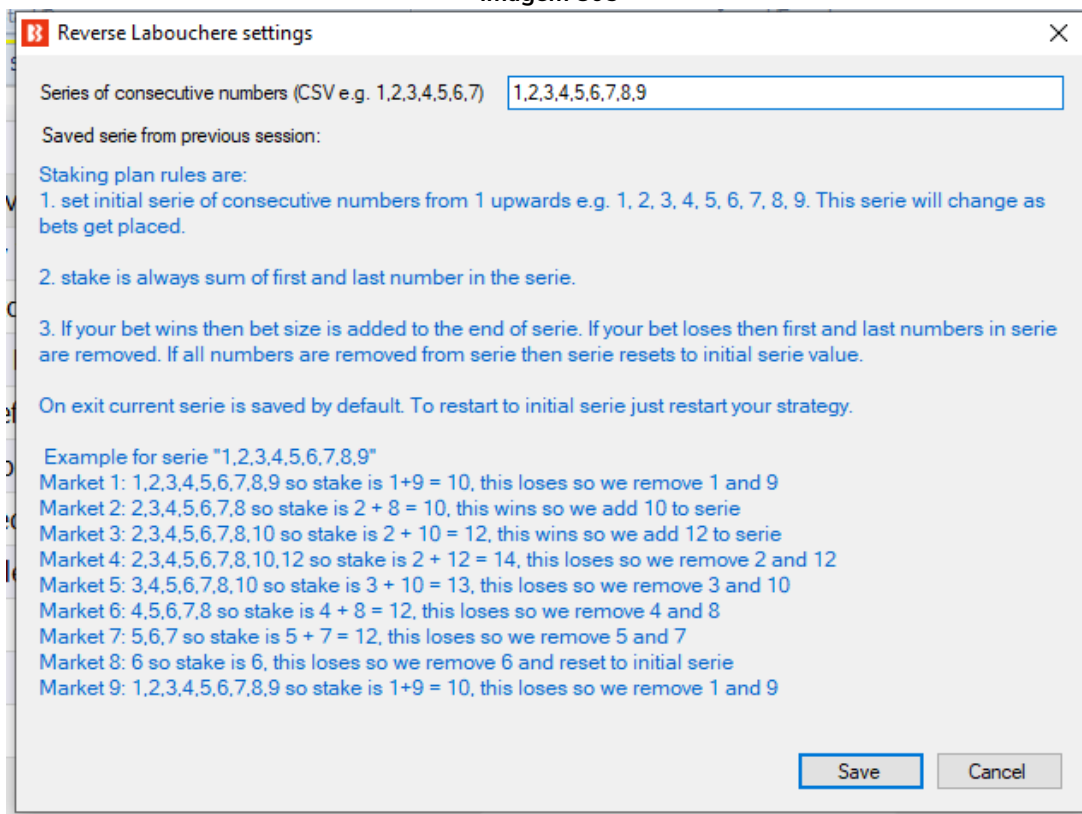 Reverse Labouchere settings
Series of consecutive numbers (CSV e.g. 1,2,3,4,5,6,7) 1,2,3,4,5,6,7,8,9
Saved serie from previous session:
Staking plan rules are:
1. set initial serie of consecutive numbers from 1 upwards e.g. 1, 2, 3, 4, 5, 6, 7, 8, 9. This serie will change as
bets get placed.
2. stake is always sum of first and last number in the serie.
3. If your bet wins then bet size is added to the end of serie. If your bet loses then first and last numbers in serie
are removed. If all numbers are removed from serie then serie resets to initial serie value.
On exit current serie is saved by default. To restart to initial serie just restart your strategy.
Example for serie "1,2,3,4,5,6,7,8,9"
Market 1: 1,2,3,4,5,6,7,8,9 so stake is 1+9 = 10, this loses so we remove 1 and 9
Market 2: 2,3,4,5,6,7,8 so stake is 2 + 8 = 10, this wins so we add 10 to serie
Market 3: 2,3,4,5,6,7,8,10 so stake is 2 + 10 = 12, this wins so we add 12 to serie
Market 4: 2,3,4,5,6,7,8,10,12 so stake is 2 + 12 = 14, this loses so we remove 2 and 12
Market 5: 3,4,5,6,7,8,10 so stake is 3 + 10 = 13, this loses so we remove 3 and 10
Market 6: 4,5,6,7,8 so stake is 4 + 8 = 12, this loses so we remove 4 and 8
Market 7: 5,6,7 so stake is 5 + 7 = 12, this loses so we remove 5 and 7
Market 8: 6 so stake is 6, this loses so we remove 6 and reset to initial serie
Market 9: 1,2,3,4,5,6,7,8,9 so stake is 1+9 = 10, this loses so we remove 1 and 9
Save Cancel